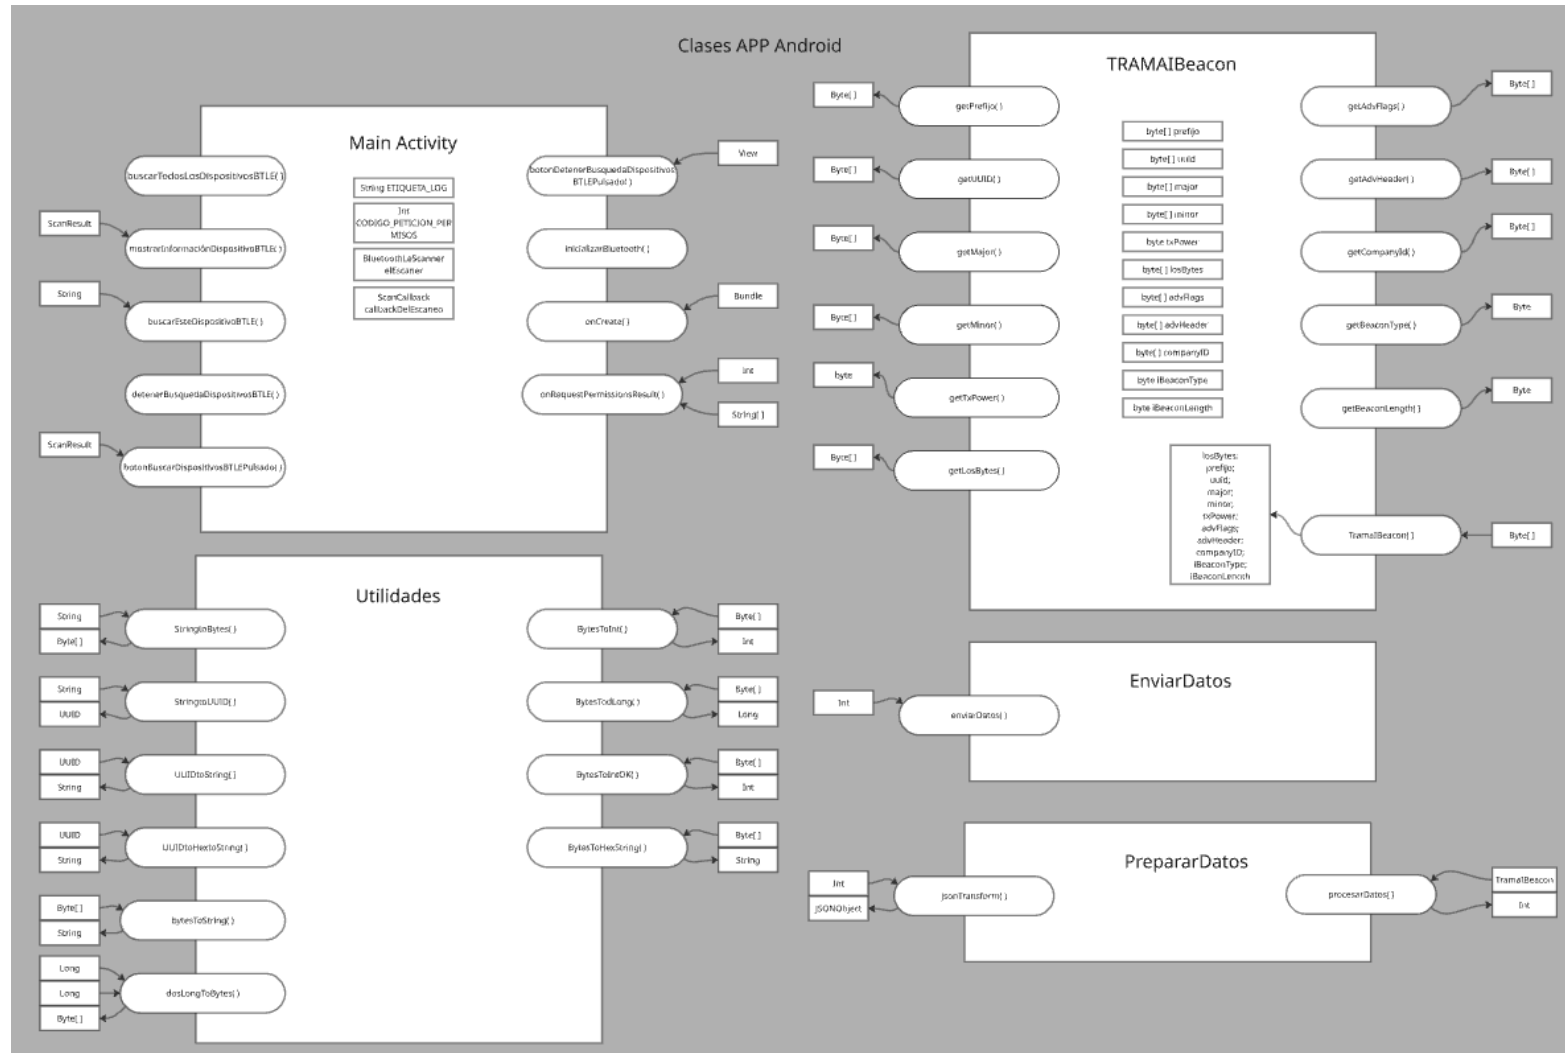 Clases APP Android
Main Activity
String ETIQUETA_LOG
Int
CODIGO_PETICION_PER
MISOS
BluetoothLeScanner
elEscaner
ScanCallback
callbackDelEscaneo
buscarTodosLosDispositivosBTLE( )
ScanResult
mostrarInformaciónDispositivoBTLE( )
String
buscarEsteDispositivoBTLE( )
detenerBusquedaDispositivosBTLE( )
ScanResult
botonBuscarDispositivosBTLEPulsado( )
View
botonDetenerBusquedaDispositivos
BTLEPulsado( )
inicializarBluetooth( )
Bundle
onCreate( )
Int
onRequestPermissionsResult( )
String[ ]
TRAMAIBeacon
byte[ ] prefijo
byte[ ] uuid
byte[ ] major
byte[ ] minor
byte txPower
byte[ ] losBytes
byte[ ] advFlags
byte[ ] advHeader
byte[ ] companyID
byte iBeaconType
byte iBeaconLength
Byte[ ]
getPrefijo( )
Byte[ ]
getUUID( )
Byte[ ]
getMajor( )
Byte[ ]
getMinor( )
byte
getTxPower( )
Byte[ ]
getLosBytes( )
getAdvFlags( )
Byte[ ]
getAdvHeader( )
Byte[ ]
getCompanyId( )
Byte[ ]
getBeaconType( )
Byte
getBeaconLength( )
Byte
losBytes;
prefijo;
uuid;
major;
minor;
txPower;
advFlags;
advHeader;
companyID;
iBeaconType;
iBeaconLength
TramaIBeacon( )
Byte[ ]
Utilidades
String
Byte[ ]
StringtoBytes( )
String
UUID
StringtoUUID( )
UUID
String
UUIDtoString( )
UUID
String
UUIDtoHextoString( )
Byte[ ]
String
bytesToString( )
Long
Long
Byte[ ]
dosLongToBytes( )
BytesToInt( )
Byte[ ]
Int
BytesTodLong( )
Byte[ ]
Long
BytesToIntOK( )
Byte[ ]
Int
BytesToHexString( )
Byte[ ]
String
EnviarDatos
Int
enviarDatos( )
PrepararDatos
Int
JSONObject
jsonTransform( )
procesarDatos( )
TramaIBeacon
Int